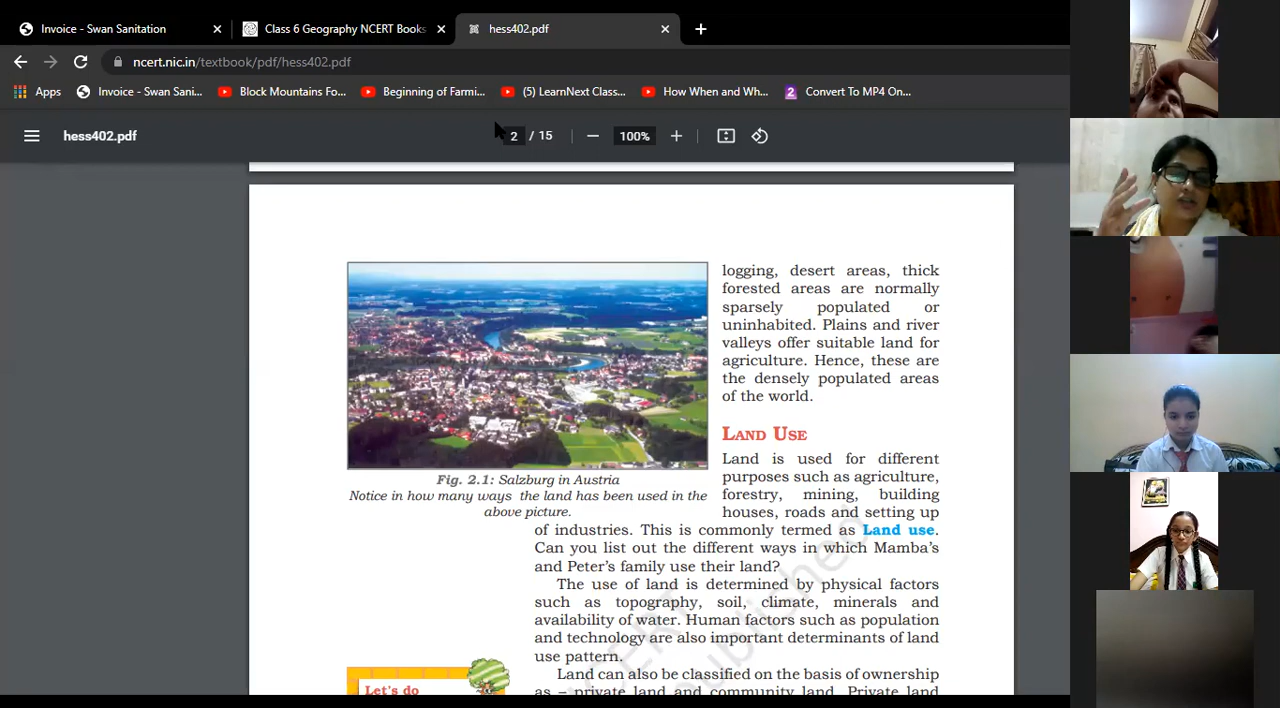 Invoice - Swan Sanitation
Class 6 Geography NCERT Books
hess402.pdf
ncert.nic.in/textbook/pdf/hess402.pdf
Apps
Invoice - Swan Sani...
Block Mountains Fo...
Beginning of Farmi...
(5) LearnNext Class...
How When and Wh...
2 Convert To MP4 On...
hess402.pdf
2 / 15
100%
logging, desert areas, thick
forested areas are normally
sparsely populated or
uninhabited. Plains and river
valleys offer suitable land for
agriculture. Hence, these are
the densely populated areas
of the world.
Fig. 2.1: Salzburg in Austria
Notice in how many ways the land has been used in the
above picture.
LAND USE
Land is used for different
purposes such as agriculture,
forestry, mining, building
houses, roads and setting up
of industries. This is commonly termed as Land use.
Can you list out the different ways in which Mamba's
and Peter's family use their land?
The use of land is determined by physical factors
such as topography, soil, climate, minerals and
availability of water. Human factors such as population
and technology are also important determinants of land
use pattern.
Land can also be classified on the basis of ownership
as – private land and community land. Private land
Let's do